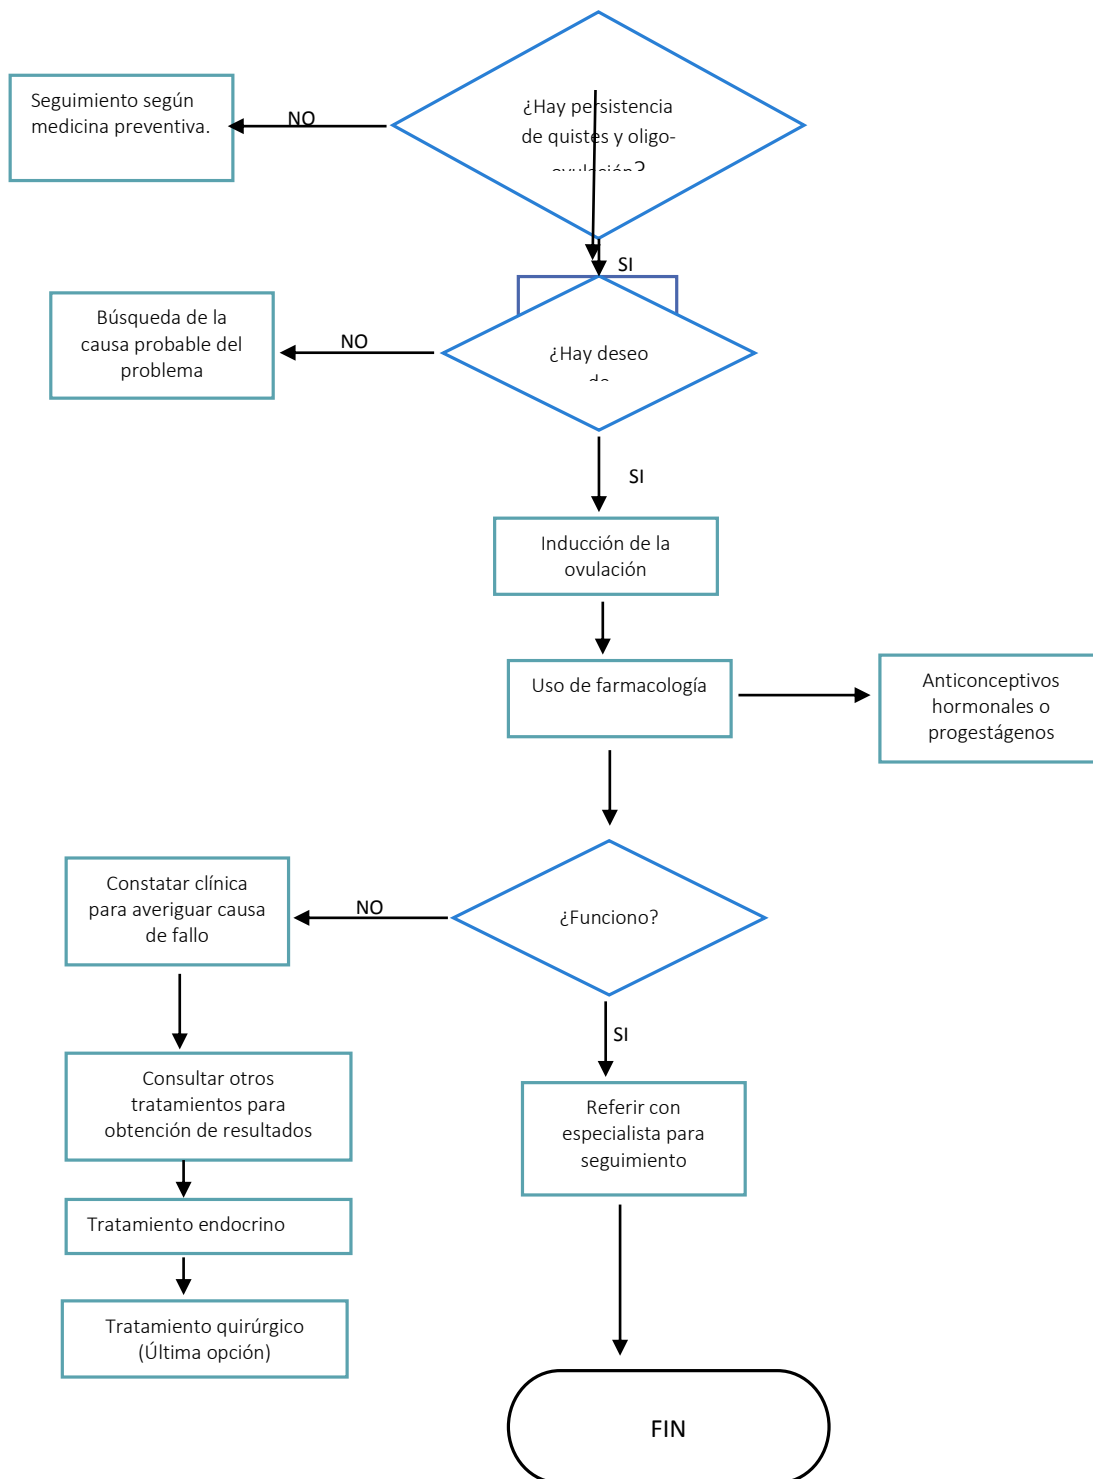 ¿Hay persistencia
de quistes y oligo-
ovulación?
Seguimiento según
medicina preventiva.
NO
SI
Búsqueda de la
causa probable del
problema
NO
¿Hay deseo
de
SI
Inducción de la
ovulación
Uso de farmacología
Anticonceptivos
hormonales o
progestágenos
Constatar clínica
para averiguar causa
de fallo
NO
¿Funciono?
SI
Consultar otros
tratamientos para
obtención de resultados
Referir con
especialista para
seguimiento
Tratamiento endocrino
Tratamiento quirúrgico
(Última opción)
FIN